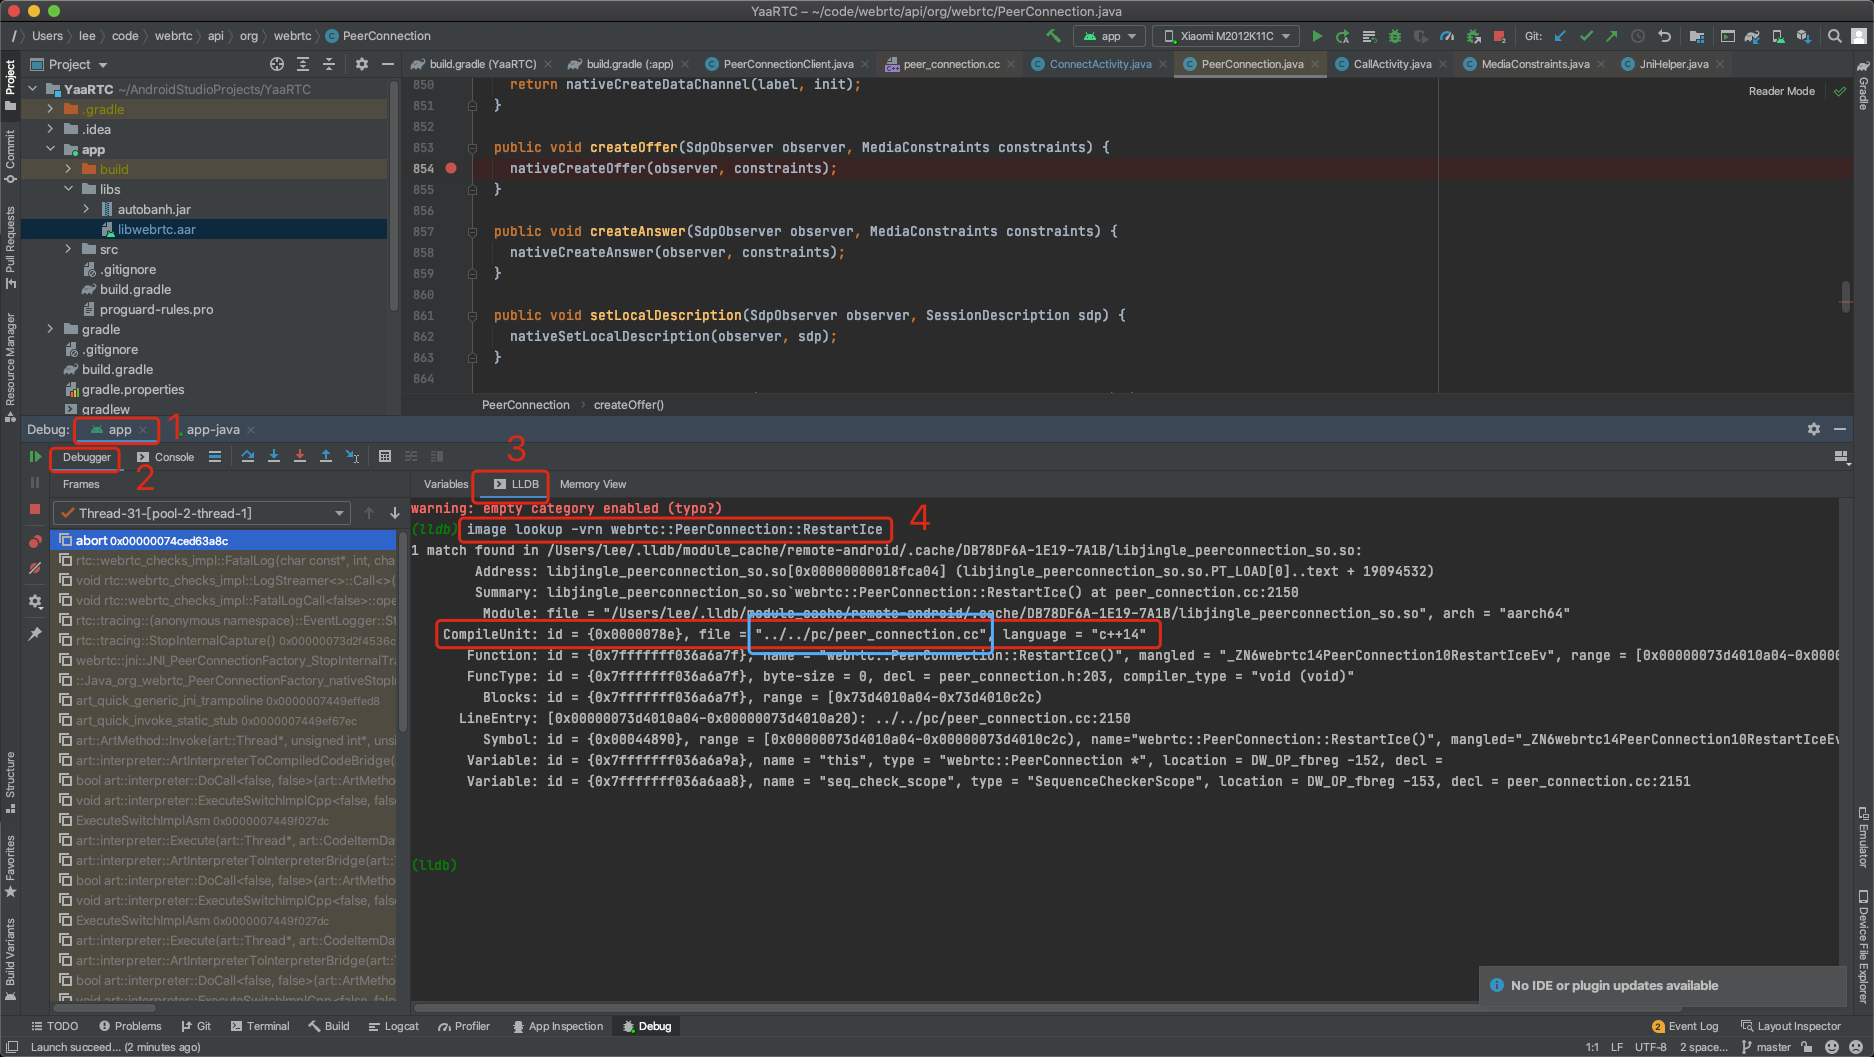 YaaRTC – ~/code/webrtc/api/org/webrtc/PeerConnection.java
/ Users lee code webrtc api org webrtc PeerConnection
app Xiaomi M2012K11C Git:
Project
build.gradle (YaaRTC) build.gradle (:app) PeerConnectionClient.java peer_connection.cc ConnectActivity.java PeerConnection.java CallActivity.java MediaConstraints.java JniHelper.java
Reader Mode
Project
Commit
Pull Requests
Resource Manager
Structure
Favorites
Build Variants
YaaRTC ~/AndroidStudioProjects/YaaRTC
.gradle
.idea
app
build
libs
autobanh.jar
libwebrtc.aar
src
.gitignore
build.gradle
proguard-rules.pro
gradle
.gitignore
build.gradle
gradle.properties
gradlew
850 return nativeCreateDataChannel(label, init);
851 }
852
853 public void createOffer(SdpObserver observer, MediaConstraints constraints) {
854 nativeCreateOffer(observer, constraints);
855 }
856
857 public void createAnswer(SdpObserver observer, MediaConstraints constraints) {
858 nativeCreateAnswer(observer, constraints);
859 }
860
861 public void setLocalDescription(SdpObserver observer, SessionDescription sdp) {
862 nativeSetLocalDescription(observer, sdp);
863 }
864
PeerConnection createOffer()
Gradle
Emulator
Device File Explorer
Debug: app 1 app-java
Debugger Console
2
3
Frames
Variables LLDB Memory View
Thread-31-[pool-2-thread-1]
abort 0x00000074ced63a8c
rtc::webrtc_checks_impl::FatalLog(char const*, int, cha
void rtc::webrtc_checks_impl::LogStreamer<>::Call<>(
void rtc::webrtc_checks_impl::FatalLogCall<false>::ope
rtc::tracing::(anonymous namespace)::EventLogger::St
rtc::tracing::StopInternalCapture() 0x00000073d2f4536c
webrtc::jni::JNI_PeerConnectionFactory_StopInternalTra
::Java_org_webrtc_PeerConnectionFactory_nativeStopIn
art_quick_generic_jni_trampoline 0x0000007449effed8
art_quick_invoke_static_stub 0x0000007449ef67ec
art::ArtMethod::Invoke(art::Thread*, unsigned int*, unsi
art::interpreter::ArtInterpreterToCompiledCodeBridge(a
bool art::interpreter::DoCall<false, false>(art::ArtMetho
void art::interpreter::ExecuteSwitchImplCpp<false, fals
ExecuteSwitchImplAsm 0x0000007449f027dc
art::interpreter::Execute(art::Thread*, art::CodeItemDa
art::interpreter::ArtInterpreterToInterpreterBridge(art::T
bool art::interpreter::DoCall<false, false>(art::ArtMetho
void art::interpreter::ExecuteSwitchImplCpp<false, fals
ExecuteSwitchImplAsm 0x0000007449f027dc
art::interpreter::Execute(art::Thread*, art::CodeItemDa
art::interpreter::ArtInterpreterToInterpreterBridge(art::T
bool art::interpreter::DoCall<false, false>(art::ArtMetho
void art::interpreter::ExecuteSwitchImplCpp<false, fals
warning: empty category enabled (typo?)
(lldb) image lookup -vrn webrtc::PeerConnection::RestartIce 4
1 match found in /Users/lee/.lldb/module_cache/remote-android/.cache/DB78DF6A-1E19-7A1B/libjingle_peerconnection_so.so:
Address: libjingle_peerconnection_so.so[0x00000000018fca04] (libjingle_peerconnection_so.so.PT_LOAD[0]..text + 19094532)
Summary: libjingle_peerconnection_so.so`webrtc::PeerConnection::RestartIce() at peer_connection.cc:2150
Module: file = "/Users/lee/.lldb/module_cache/remote-android/.cache/DB78DF6A-1E19-7A1B/libjingle_peerconnection_so.so", arch = "aarch64"
CompileUnit: id = {0x0000078e}, file = "../../pc/peer_connection.cc", language = "c++14"
Function: id = {0x7fffffff036a6a7f}, name = "webrtc::PeerConnection::RestartIce()", mangled = "_ZN6webrtc14PeerConnection10RestartIceEv", range = [0x00000073d4010a04-0x0000
FuncType: id = {0x7fffffff036a6a7f}, byte-size = 0, decl = peer_connection.h:203, compiler_type = "void (void)"
Blocks: id = {0x7fffffff036a6a7f}, range = [0x73d4010a04-0x73d4010c2c)
LineEntry: [0x00000073d4010a04-0x00000073d4010a20): ../../pc/peer_connection.cc:2150
Symbol: id = {0x00044890}, range = [0x00000073d4010a04-0x00000073d4010c2c), name="webrtc::PeerConnection::RestartIce()", mangled="_ZN6webrtc14PeerConnection10RestartIceEv
Variable: id = {0x7fffffff036a6a9a}, name = "this", type = "webrtc::PeerConnection *", location = DW_OP_fbreg -152, decl =
Variable: id = {0x7fffffff036a6aa8}, name = "seq_check_scope", type = "SequenceCheckerScope", location = DW_OP_fbreg -153, decl = peer_connection.cc:2151
(lldb)
No IDE or plugin updates available
TODO Problems Git Terminal Build Logcat Profiler App Inspection Debug 2 Event Log Layout Inspector
Launch succeed... (2 minutes ago) 1:1 LF UTF-8 2 space... master